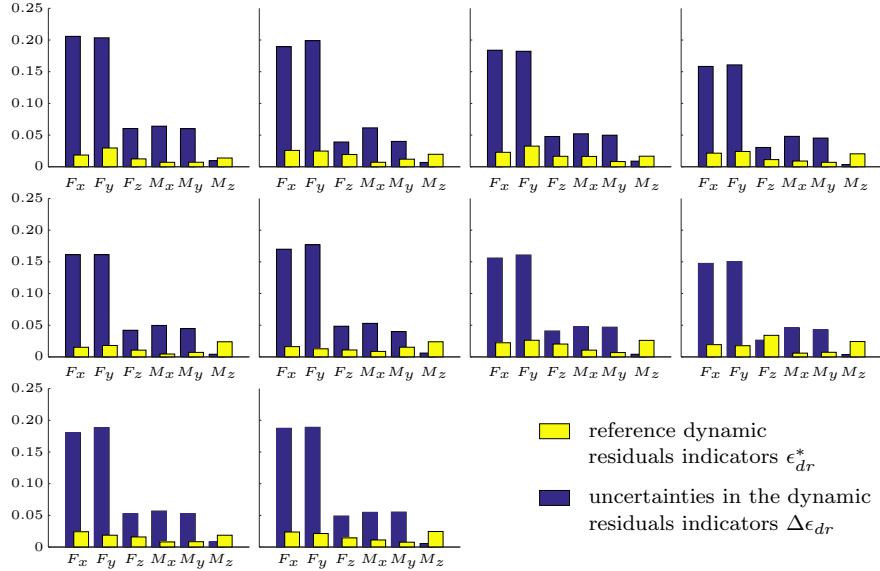 0.25
0.20
0.15
0.10
0.05
0
F_x F_y F_z M_x M_y M_z F_x F_y F_z M_x M_y M_z F_x F_y F_z M_x M_y M_z F_x F_y F_z M_x M_y M_z
0.25
0.20
0.15
0.10
0.05
0
F_x F_y F_z M_x M_y M_z F_x F_y F_z M_x M_y M_z F_x F_y F_z M_x M_y M_z F_x F_y F_z M_x M_y M_z
0.25
0.20
0.15
0.10
0.05
0
F_x F_y F_z M_x M_y M_z F_x F_y F_z M_x M_y M_z
reference dynamic
residuals indicators ϵ*_dr
uncertainties in the dynamic
residuals indicators Δϵ_dr